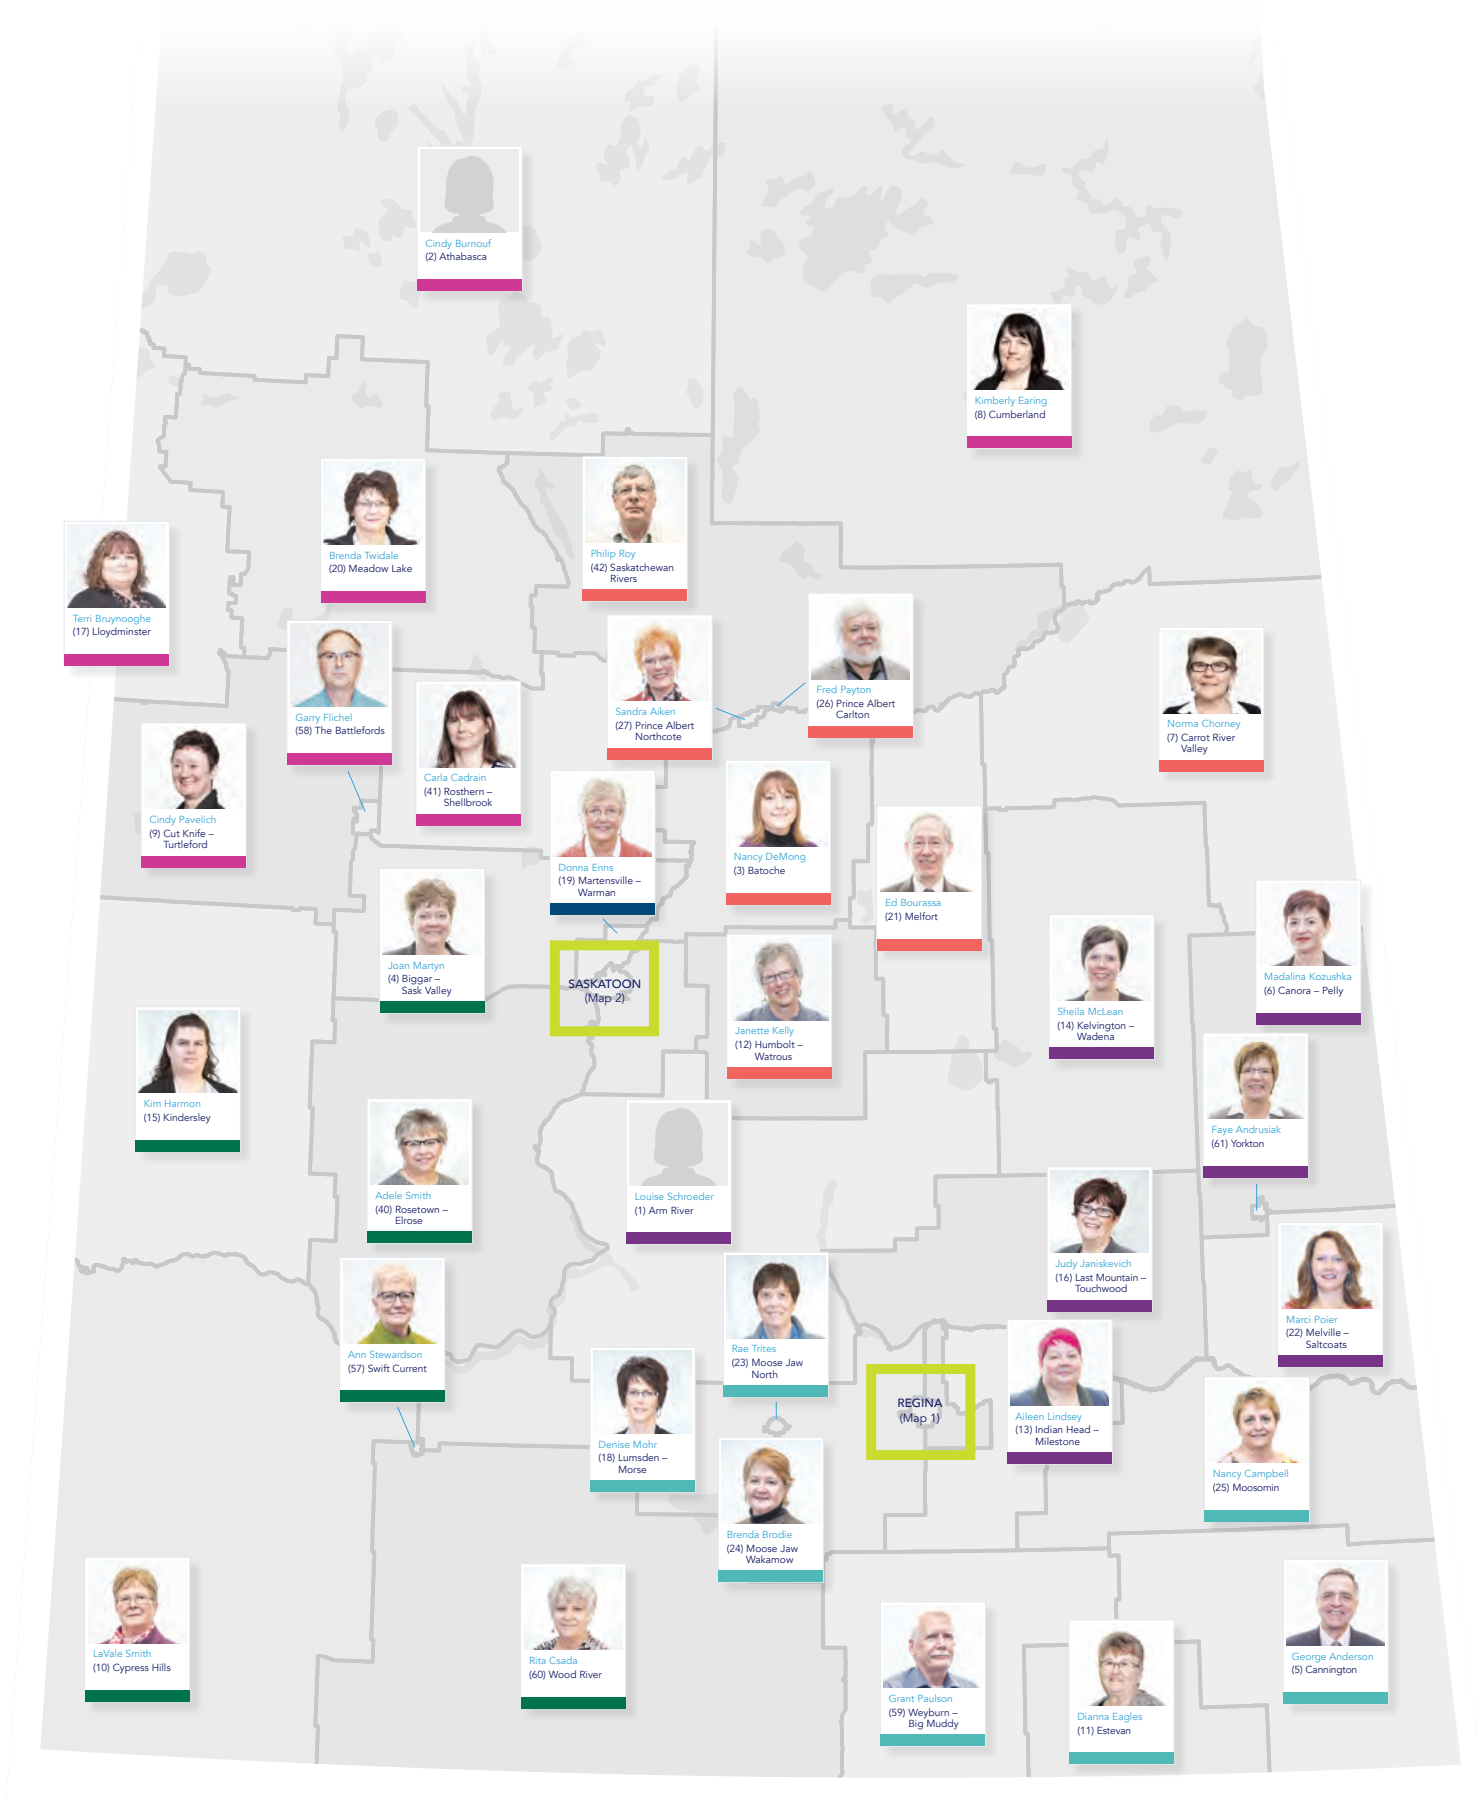 Cindy Burnouf
(2) Athabasca
Kimberly Earing
(8) Cumberland
Brenda Twidale
(20) Meadow Lake
Philip Roy
(42) Saskatchewan
Rivers
Terri Bruynooghe
(17) Lloydminster
Garry Flichel
(58) The Battlefords
Sandra Aiken
(27) Prince Albert
Northcote
Fred Payton
(26) Prince Albert
Carlton
Norma Chorney
(7) Carrot River
Valley
Carla Cadrain
(41) Rosthern –
Shellbrook
Cindy Pavelich
(9) Cut Knife –
Turtleford
Donna Enns
(19) Martensville –
Warman
Nancy DeMong
(3) Batoche
Ed Bourassa
(21) Melfort
Joan Martyn
(4) Biggar –
Sask Valley
SASKATOON
(Map 2)
Janette Kelly
(12) Humbolt –
Watrous
Sheila McLean
(14) Kelvington –
Wadena
Madalina Kozushka
(6) Canora – Pelly
Kim Harmon
(15) Kindersley
Faye Andrusiak
(61) Yorkton
Adele Smith
(40) Rosetown –
Elrose
Louise Schroeder
(1) Arm River
Judy Janiskevich
(16) Last Mountain –
Touchwood
Marci Poier
(22) Melville –
Saltcoats
Ann Stewardson
(57) Swift Current
Rae Trites
(23) Moose Jaw
North
REGINA
(Map 1)
Aileen Lindsey
(13) Indian Head –
Milestone
Denise Mohr
(18) Lumsden –
Morse
Nancy Campbell
(25) Moosomin
Brenda Brodie
(24) Moose Jaw
Wakamow
LaVale Smith
(10) Cypress Hills
Rita Csada
(60) Wood River
Grant Paulson
(59) Weyburn –
Big Muddy
Dianna Eagles
(11) Estevan
George Anderson
(5) Cannington